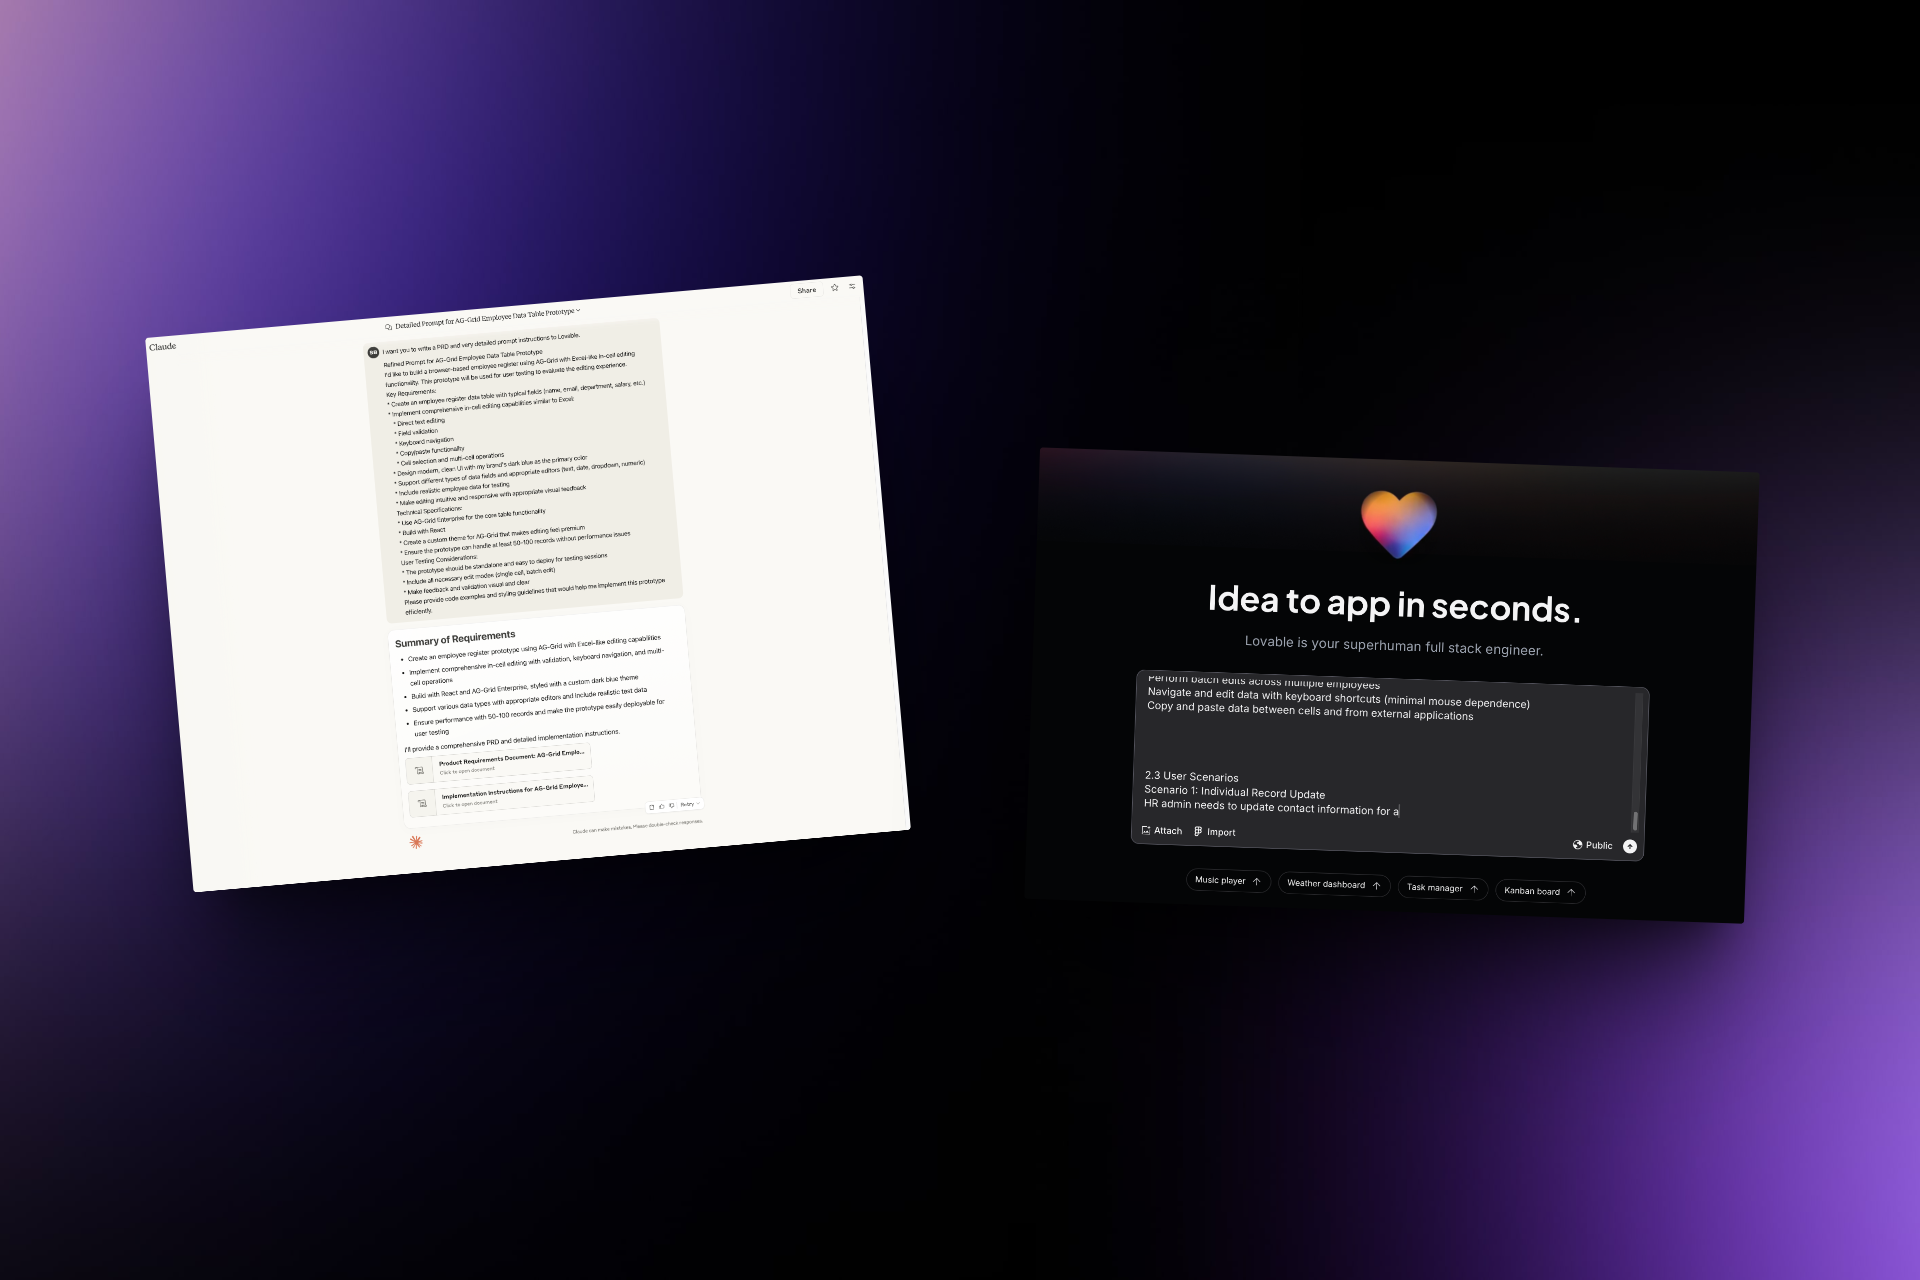 Claude
Detailed Prompt for AG-Grid Employee Data Table Prototype
Share
SB
I want you to write a PRD and very detailed prompt instructions to Lovable.
Refined Prompt for AG-Grid Employee Data Table Prototype
I'd like to build a browser-based employee register using AG-Grid with Excel-like in-cell editing
functionality. This prototype will be used for user testing to evaluate the editing experience.
Key Requirements:
* Create an employee register data table with typical fields (name, email, department, salary, etc.)
* Implement comprehensive in-cell editing capabilities similar to Excel:
* Direct text editing
* Field validation
* Keyboard navigation
* Copy/paste functionality
* Cell selection and multi-cell operations
* Design modern, clean UI with my brand's dark blue as the primary color
* Support different types of data fields and appropriate editors (text, date, dropdown, numeric)
* Include realistic employee data for testing
* Make editing intuitive and responsive with appropriate visual feedback
Technical Specifications:
* Use AG-Grid Enterprise for the core table functionality
* Build with React
* Create a custom theme for AG-Grid that makes editing feel premium
* Ensure the prototype can handle at least 50-100 records without performance issues
User Testing Considerations:
* The prototype should be standalone and easy to deploy for testing sessions
* Include all necessary edit modes (single cell, batch edit)
* Make feedback and validation visual and clear
Please provide code examples and styling guidelines that would help me implement this prototype
efficiently.
Summary of Requirements
• Create an employee register prototype using AG-Grid with Excel-like editing capabilities
• Implement comprehensive in-cell editing with validation, keyboard navigation, and multi-
cell operations
• Build with React and AG-Grid Enterprise, styled with a custom dark blue theme
• Support various data types with appropriate editors and include realistic test data
• Ensure performance with 50-100 records and make the prototype easily deployable for
user testing
I'll provide a comprehensive PRD and detailed implementation instructions.
Product Requirements Document: AG-Grid Emplo...
Click to open document
Implementation Instructions for AG-Grid Employe...
Click to open document
Retry
Claude can make mistakes. Please double-check responses.
Idea to app in seconds.
Lovable is your superhuman full stack engineer.
Perform batch edits across multiple employees
Navigate and edit data with keyboard shortcuts (minimal mouse dependence)
Copy and paste data between cells and from external applications
2.3 User Scenarios
Scenario 1: Individual Record Update
HR admin needs to update contact information for a
Attach
Import
Public
Music player
Weather dashboard
Task manager
Kanban board